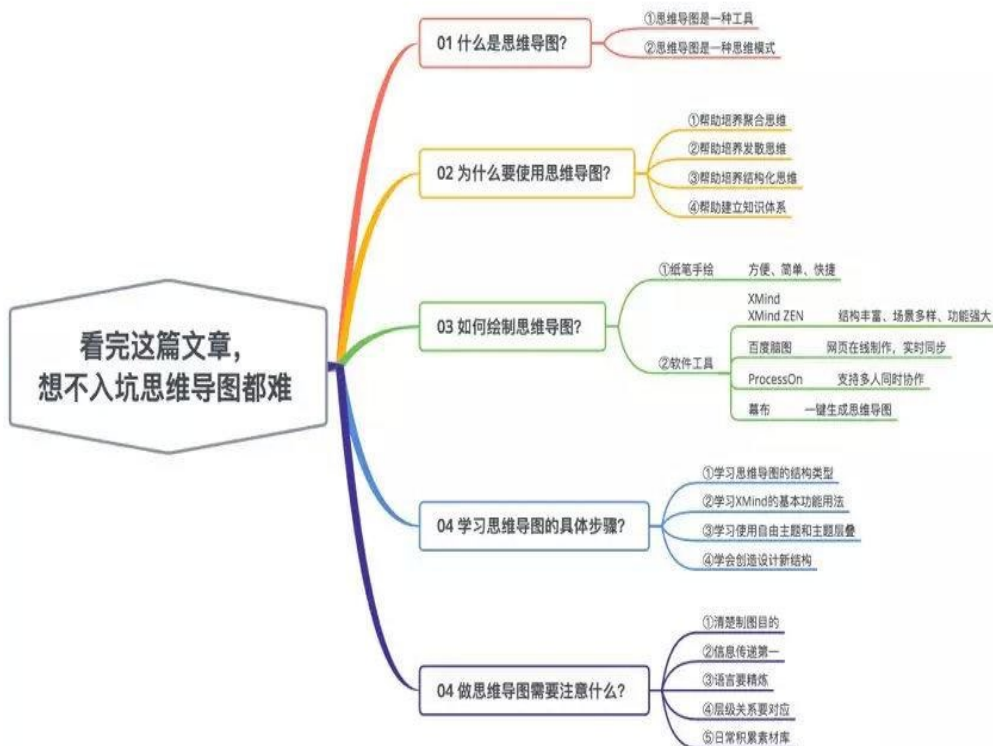 看完这篇文章,
想不入坑思维导图都难
01 什么是思维导图?
①思维导图是一种工具
②思维导图是一种思维模式
02 为什么要使用思维导图?
①帮助培养聚合思维
②帮助培养发散思维
③帮助培养结构化思维
④帮助建立知识体系
03 如何绘制思维导图?
①纸笔手绘 方便、简单、快捷
②软件工具
XMind
XMind ZEN 结构丰富、场景多样、功能强大
百度脑图 网页在线制作，实时同步
ProcessOn 支持多人同时协作
幕布 一键生成思维导图
04 学习思维导图的具体步骤?
①学习思维导图的结构类型
②学习XMind的基本功能用法
③学习使用自由主题和主题层叠
④学会创造设计新结构
04 做思维导图需要注意什么?
①清楚制图目的
②信息传递第一
③语言要精炼
④层级关系要对应
⑤日常积累素材库